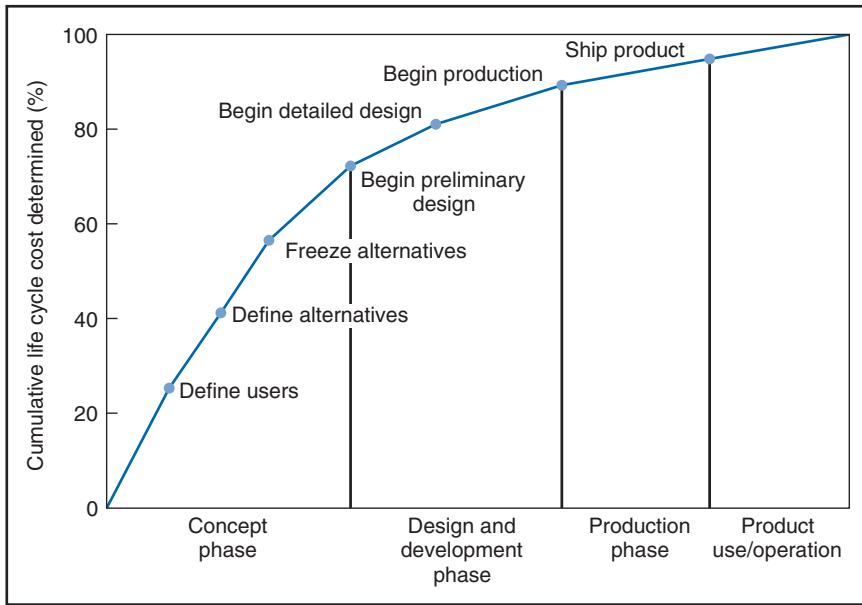 Cumulative life cycle cost determined (%)
100
80
60
40
20
0
Ship product
Begin production
Begin detailed design
Begin preliminary
design
Freeze alternatives
Define alternatives
Define users
Concept
phase
Design and
development
phase
Production
phase
Product
use/operation